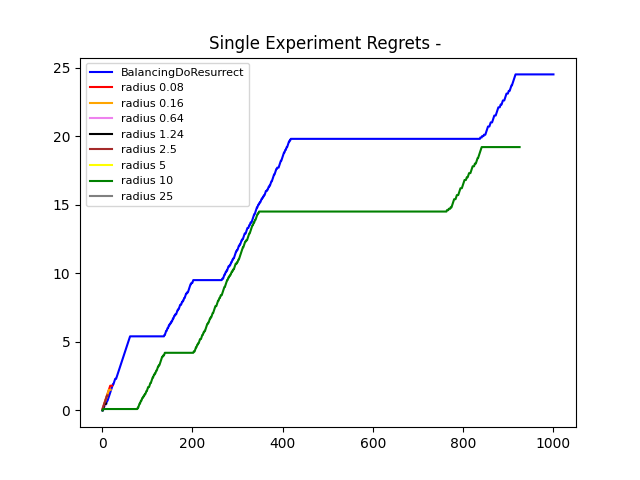 Single Experiment Regrets -
BalancingDoResurrect
radius 0.08
radius 0.16
radius 0.64
radius 1.24
radius 2.5
radius 5
radius 10
radius 25
25
20
15
10
5
0
0 200 400 600 800 1000